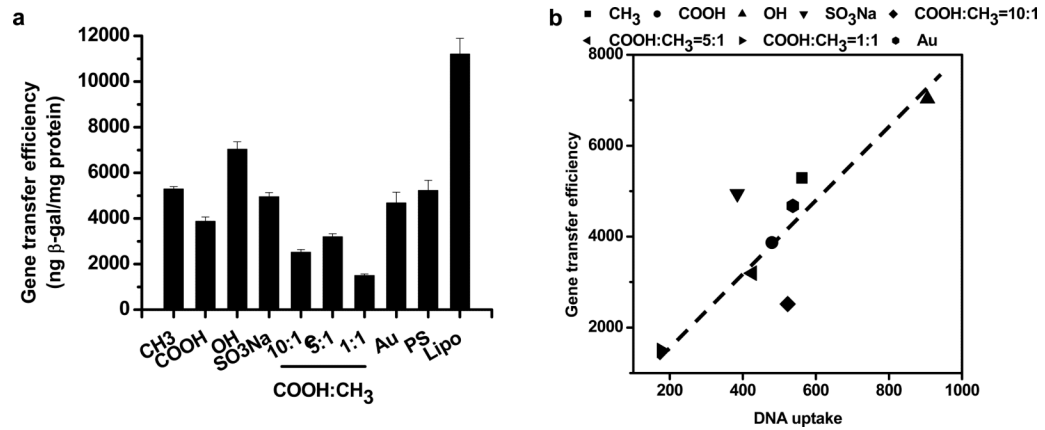 a
Gene transfer efficiency
(ng β-gal/mg protein)
12000
10000
8000
6000
4000
2000
0
CH3
COOH
OH
SO3Na
10:1
e
5:1
1:1
Au
PS
Lipo
COOH:CH₃
b
CH₃ COOH OH SO₃Na COOH:CH₃=10:1
COOH:CH₃=5:1 COOH:CH₃=1:1 Au
Gene transfer efficiency
8000
6000
4000
2000
200 400 600 800 1000
DNA uptake